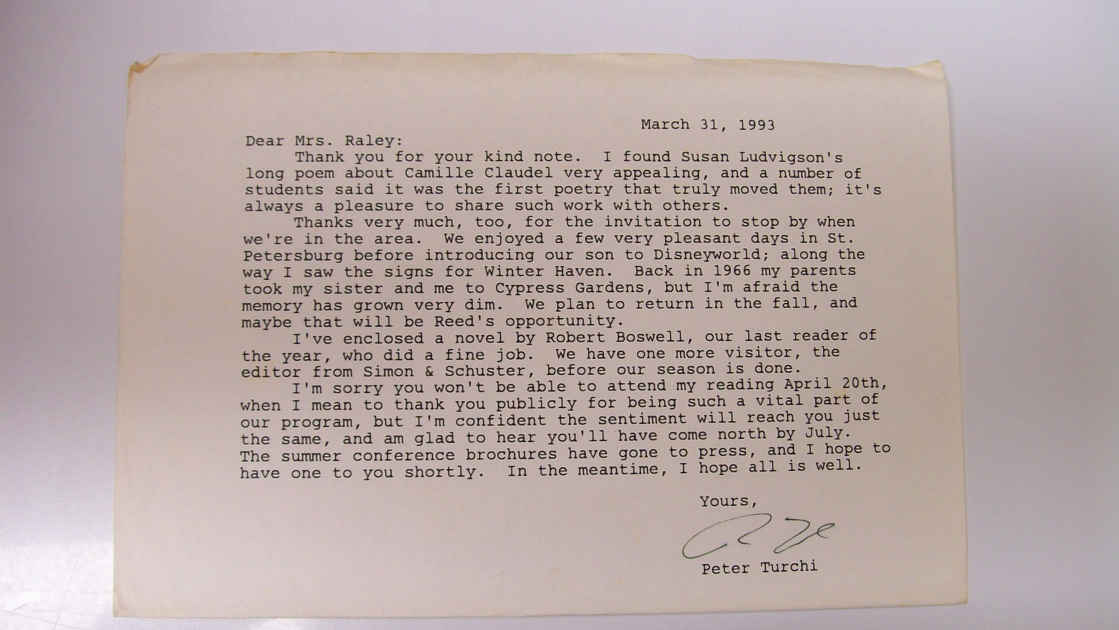 March 31, 1993
Dear Mrs. Raley:
Thank you for your kind note. I found Susan Ludvigson's
long poem about Camille Claudel very appealing, and a number of
students said it was the first poetry that truly moved them; it's
always a pleasure to share such work with others.
Thanks very much, too, for the invitation to stop by when
we're in the area. We enjoyed a few very pleasant days in St.
Petersburg before introducing our son to Disneyworld; along the
way I saw the signs for Winter Haven. Back in 1966 my parents
took my sister and me to Cypress Gardens, but I'm afraid the
memory has grown very dim. We plan to return in the fall, and
maybe that will be Reed's opportunity.
I've enclosed a novel by Robert Boswell, our last reader of
the year, who did a fine job. We have one more visitor, the
editor from Simon & Schuster, before our season is done.
I'm sorry you won't be able to attend my reading April 20th,
when I mean to thank you publicly for being such a vital part of
our program, but I'm confident the sentiment will reach you just
the same, and am glad to hear you'll have come north by July.
The summer conference brochures have gone to press, and I hope to
have one to you shortly. In the meantime, I hope all is well.
Yours,
Peter Turchi